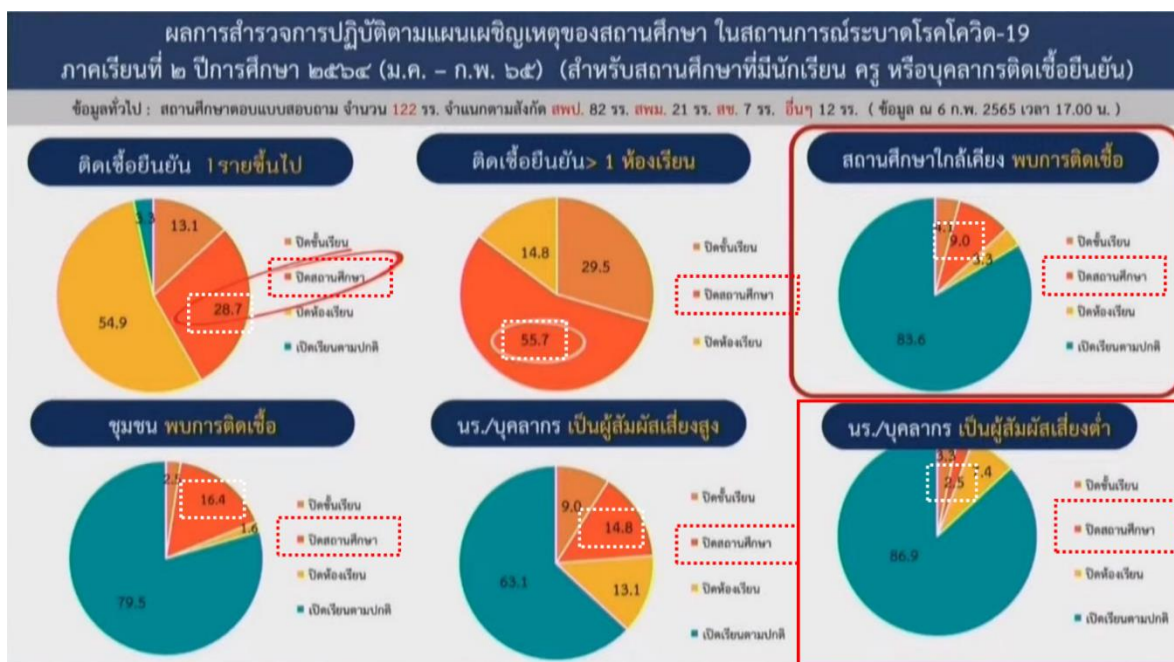 ผลการสำรวจการปฏิบัติตามแผนเผชิญเหตุของสถานศึกษา ในสถานการณ์ระบาดโรคโควิด-19
ภาคเรียนที่ ๒ ปีการศึกษา ๒๕๖๔ (ม.ค. – ก.พ. ๖๕) (สำหรับสถานศึกษาที่มีนักเรียน ครู หรือบุคลากรติดเชื้อยืนยัน)
ข้อมูลทั่วไป : สถานศึกษาตอบแบบสอบถาม จำนวน 122 รร. จำแนกตามสังกัด สพป. 82 รร. สพม. 21 รร. สช. 7 รร. อื่นๆ 12 รร. ( ข้อมูล ณ 6 ก.พ. 2565 เวลา 17.00 น. )
ติดเชื้อยืนยัน 1รายขึ้นไป
3.3
13.1
28.7
54.9
ปิดชั้นเรียน
ปิดสถานศึกษา
ปิดห้องเรียน
เปิดเรียนตามปกติ
ติดเชื้อยืนยัน> 1 ห้องเรียน
14.8
29.5
55.7
ปิดชั้นเรียน
ปิดสถานศึกษา
ปิดห้องเรียน
สถานศึกษาใกล้เคียง พบการติดเชื้อ
4.1
9.0
3.3
83.6
ปิดชั้นเรียน
ปิดสถานศึกษา
ปิดห้องเรียน
เปิดเรียนตามปกติ
ชุมชน พบการติดเชื้อ
2.5
16.4
1.6
79.5
ปิดชั้นเรียน
ปิดสถานศึกษา
ปิดห้องเรียน
เปิดเรียนตามปกติ
นร./บุคลากร เป็นผู้สัมผัสเสี่ยงสูง
9.0
14.8
13.1
63.1
ปิดชั้นเรียน
ปิดสถานศึกษา
ปิดห้องเรียน
เปิดเรียนตามปกติ
นร./บุคลากร เป็นผู้สัมผัสเสี่ยงต่ำ
3.3
2.5
7.4
86.9
ปิดชั้นเรียน
ปิดสถานศึกษา
ปิดห้องเรียน
เปิดเรียนตามปกติ